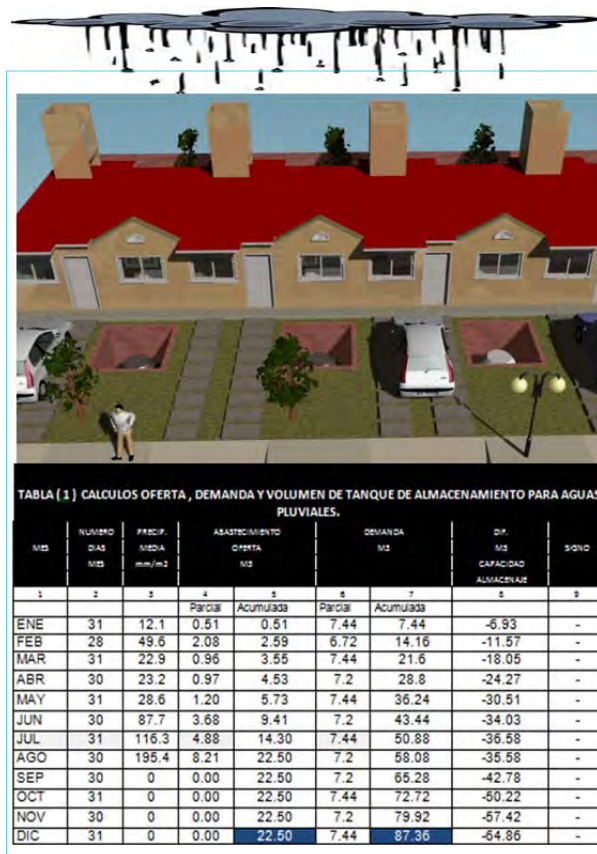 TABLA ( 1 ) CALCULOS OFERTA , DEMANDA Y VOLUMEN DE TANQUE DE ALMACENAMIENTO PARA AGUAS
PLUVIALES.
MES NUMERO DIAS MES PRECIP. MEDIA mm/m2 ABASTECIMIENTO OFERTA M3 DEMANDA M3 DIF. M3 CAPACIDAD ALMACENAJE SIGNO
1 2 3 4 5 6 7 8 9
Parcial Acumulada Parcial Acumulada
ENE 31 12.1 0.51 0.51 7.44 7.44 -6.93 -
FEB 28 49.6 2.08 2.59 6.72 14.16 -11.57 -
MAR 31 22.9 0.96 3.55 7.44 21.6 -18.05 -
ABR 30 23.2 0.97 4.53 7.2 28.8 -24.27 -
MAY 31 28.6 1.20 5.73 7.44 36.24 -30.51 -
JUN 30 87.7 3.68 9.41 7.2 43.44 -34.03 -
JUL 31 116.3 4.88 14.30 7.44 50.88 -36.58 -
AGO 30 195.4 8.21 22.50 7.2 58.08 -35.58 -
SEP 30 0 0.00 22.50 7.2 65.28 -42.78 -
OCT 31 0 0.00 22.50 7.44 72.72 -50.22 -
NOV 30 0 0.00 22.50 7.2 79.92 -57.42 -
DIC 31 0 0.00 22.50 7.44 87.36 -64.86 -